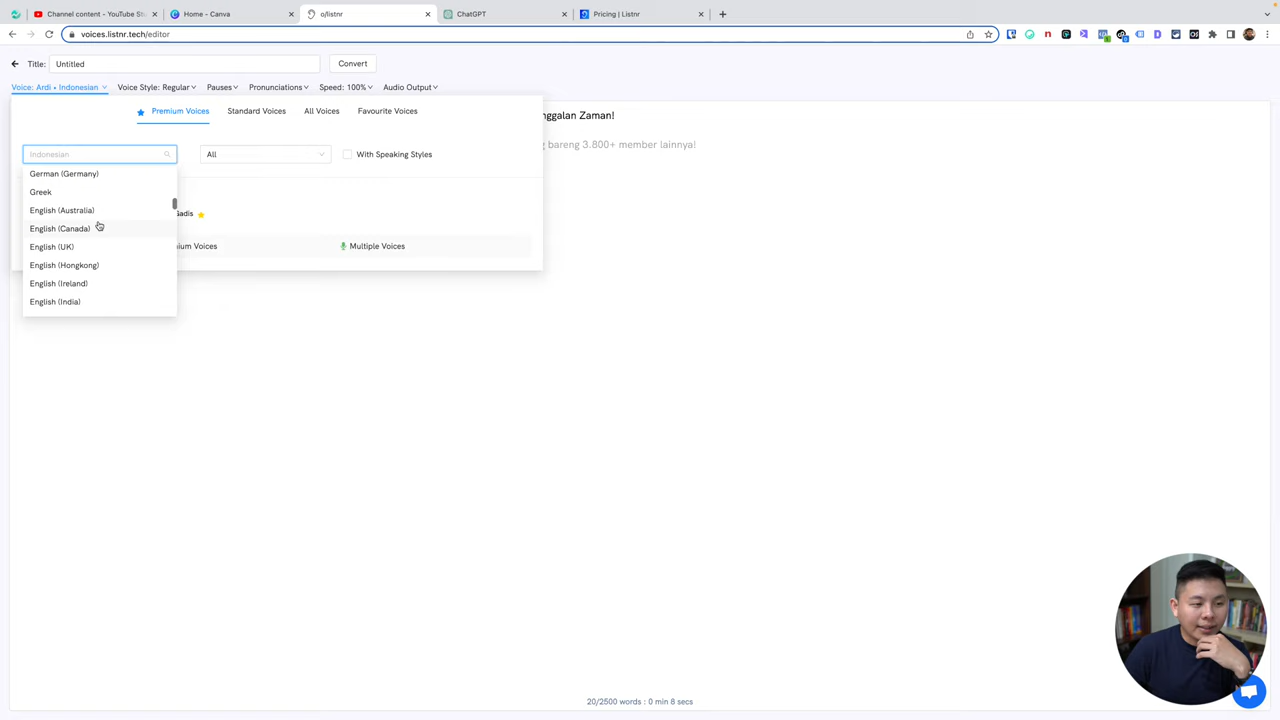 Channel content - YouTube St
Home - Canva
o/listnr
ChatGPT
Pricing | Listnr
voices.listnr.tech/editor
Title: Untitled
Convert
Voice: Ardi • Indonesian
Voice Style: Regular
Pauses
Pronunciations
Speed: 100%
Audio Output
Premium Voices
Standard Voices
All Voices
Favourite Voices
nggalan Zaman!
bareng 3.800+ member lainnya!
Indonesian
All
With Speaking Styles
German (Germany)
Greek
English (Australia)
Gadis
English (Canada)
English (UK)
ium Voices
Multiple Voices
English (Hongkong)
English (Ireland)
English (India)
20/2500 words : 0 min 8 secs